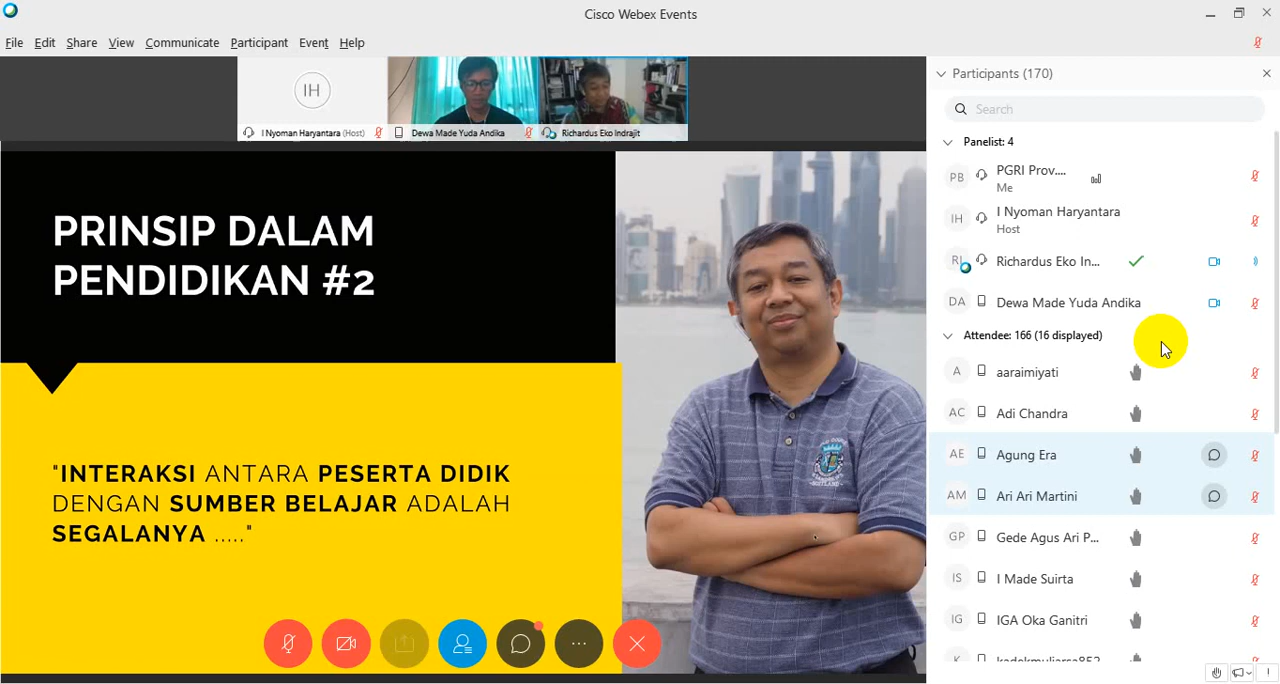 Cisco Webex Events
File Edit Share View Communicate Participant Event Help
IH
I Nyoman Haryantara (Host)
Dewa Made Yuda Andika
Richardus Eko Indrajit
PRINSIP DALAM
PENDIDIKAN #2
"INTERAKSI ANTARA PESERTA DIDIK
DENGAN SUMBER BELAJAR ADALAH
SEGALANYA ....."
Participants (170)
Search
Panelist: 4
PB PGRI Prov....
Me
IH I Nyoman Haryantara
Host
RI Richardus Eko In...
DA Dewa Made Yuda Andika
Attendee: 166 (16 displayed)
A aaraimiyati
AC Adi Chandra
AE Agung Era
AM Ari Ari Martini
GP Gede Agus Ari P...
IS I Made Suirta
IG IGA Oka Ganitri